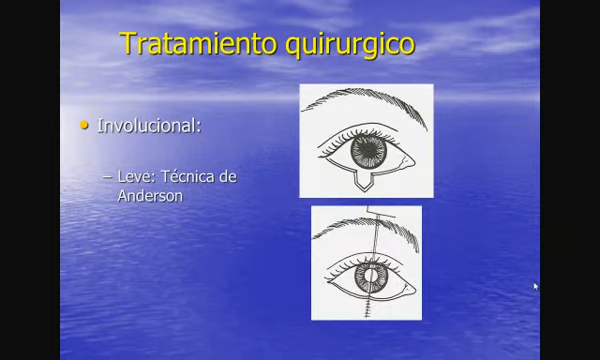 Tratamiento quirurgico
Involucional:
– Leve: Técnica de
Anderson